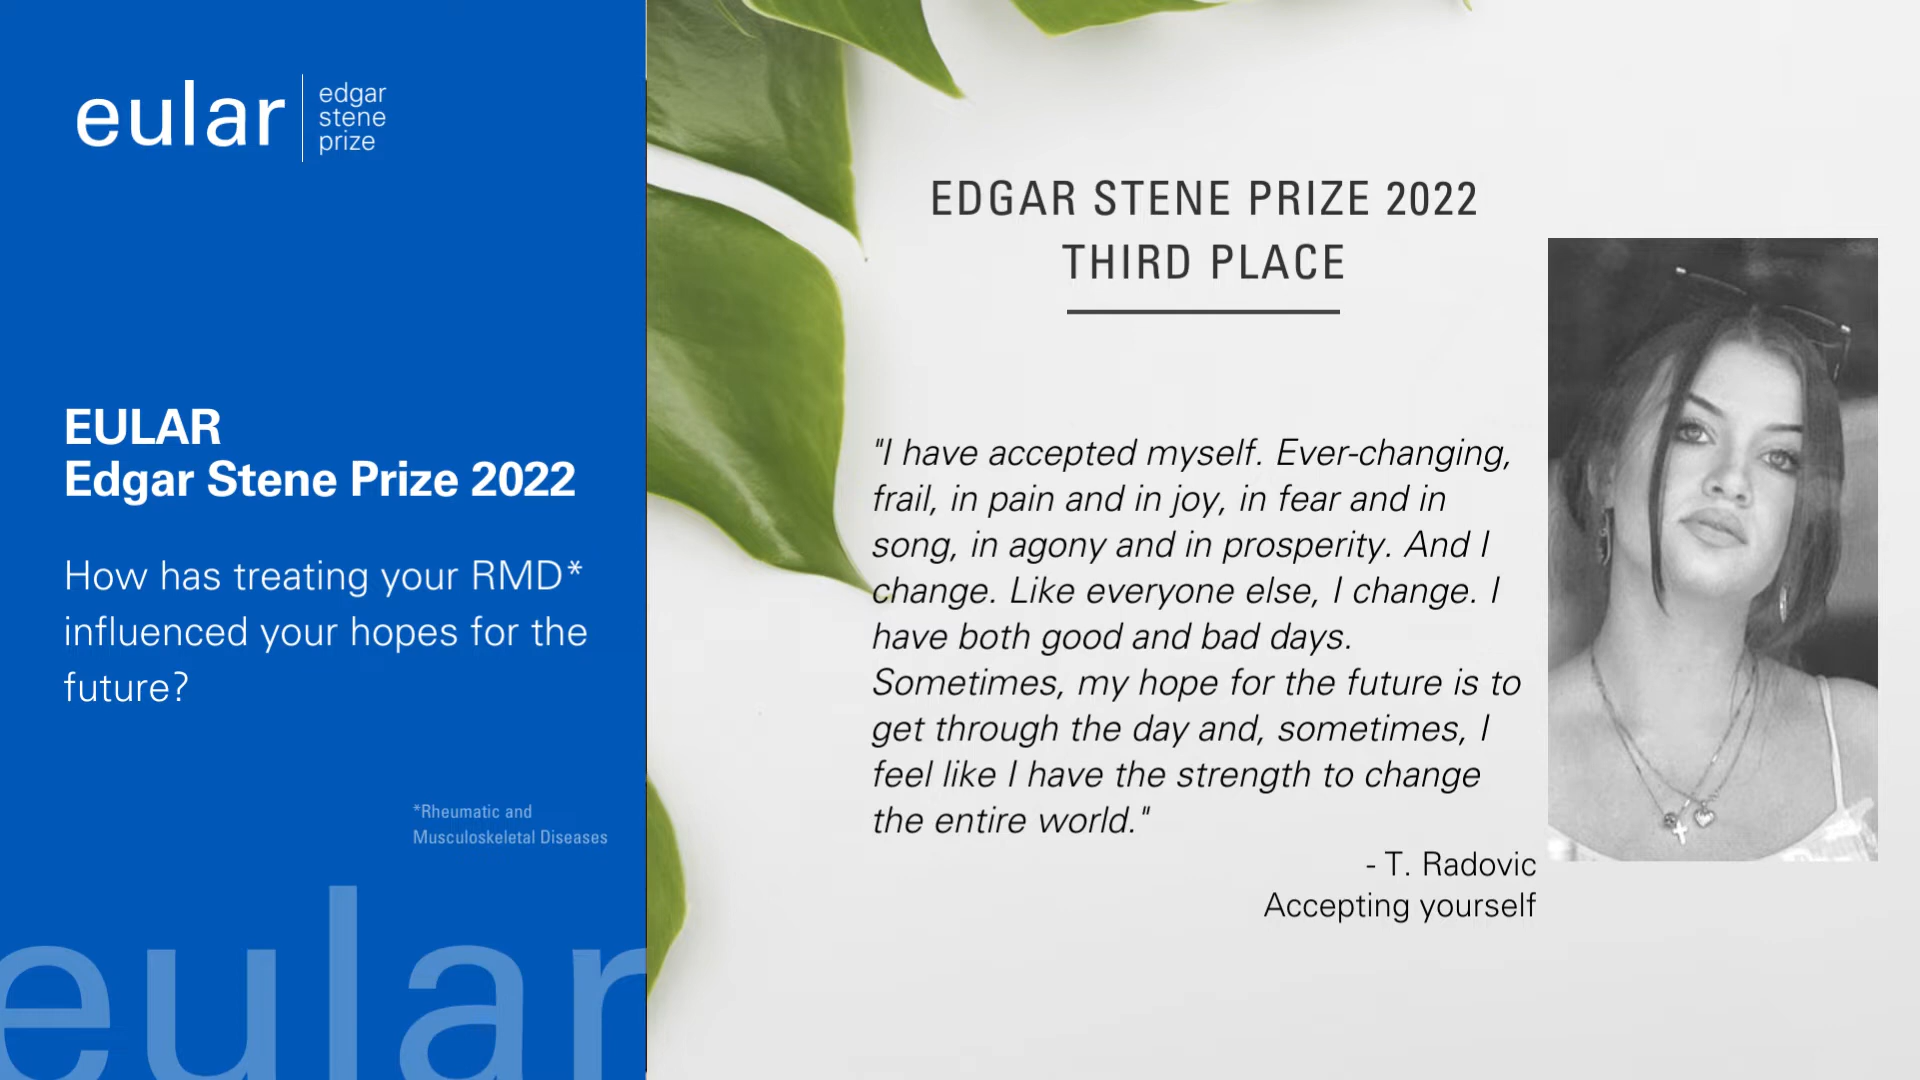 eular
edgar
stene
prize
EULAR
Edgar Stene Prize 2022
How has treating your RMD*
influenced your hopes for the
future?
*Rheumatic and
Musculoskeletal Diseases
eular
EDGAR STENE PRIZE 2022
THIRD PLACE
"I have accepted myself. Ever-changing,
frail, in pain and in joy, in fear and in
song, in agony and in prosperity. And I
change. Like everyone else, I change. I
have both good and bad days.
Sometimes, my hope for the future is to
get through the day and, sometimes, I
feel like I have the strength to change
the entire world."
- T. Radovic
Accepting yourself